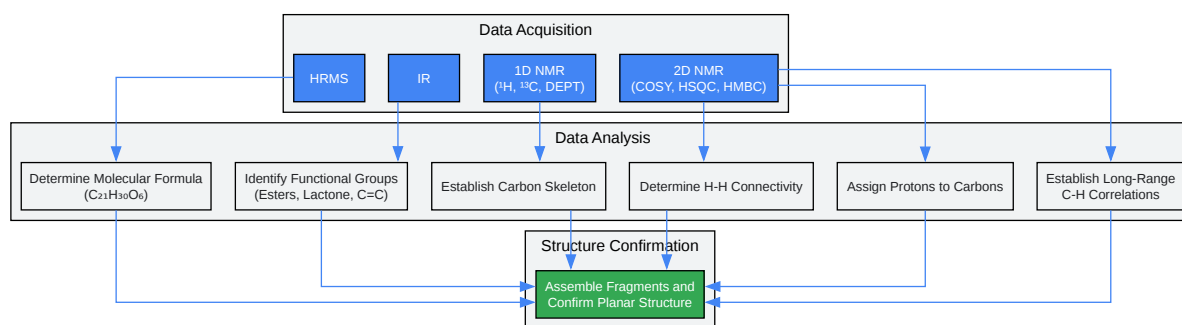 Data Acquisition
HRMS
IR
1D NMR
(¹H, ¹³C, DEPT)
2D NMR
(COSY, HSQC, HMBC)
Data Analysis
Determine Molecular Formula
(C₂₁H₃₀O₆)
Identify Functional Groups
(Esters, Lactone, C=C)
Establish Carbon Skeleton
Determine H-H Connectivity
Assign Protons to Carbons
Establish Long-Range
C-H Correlations
Structure Confirmation
Assemble Fragments and
Confirm Planar Structure